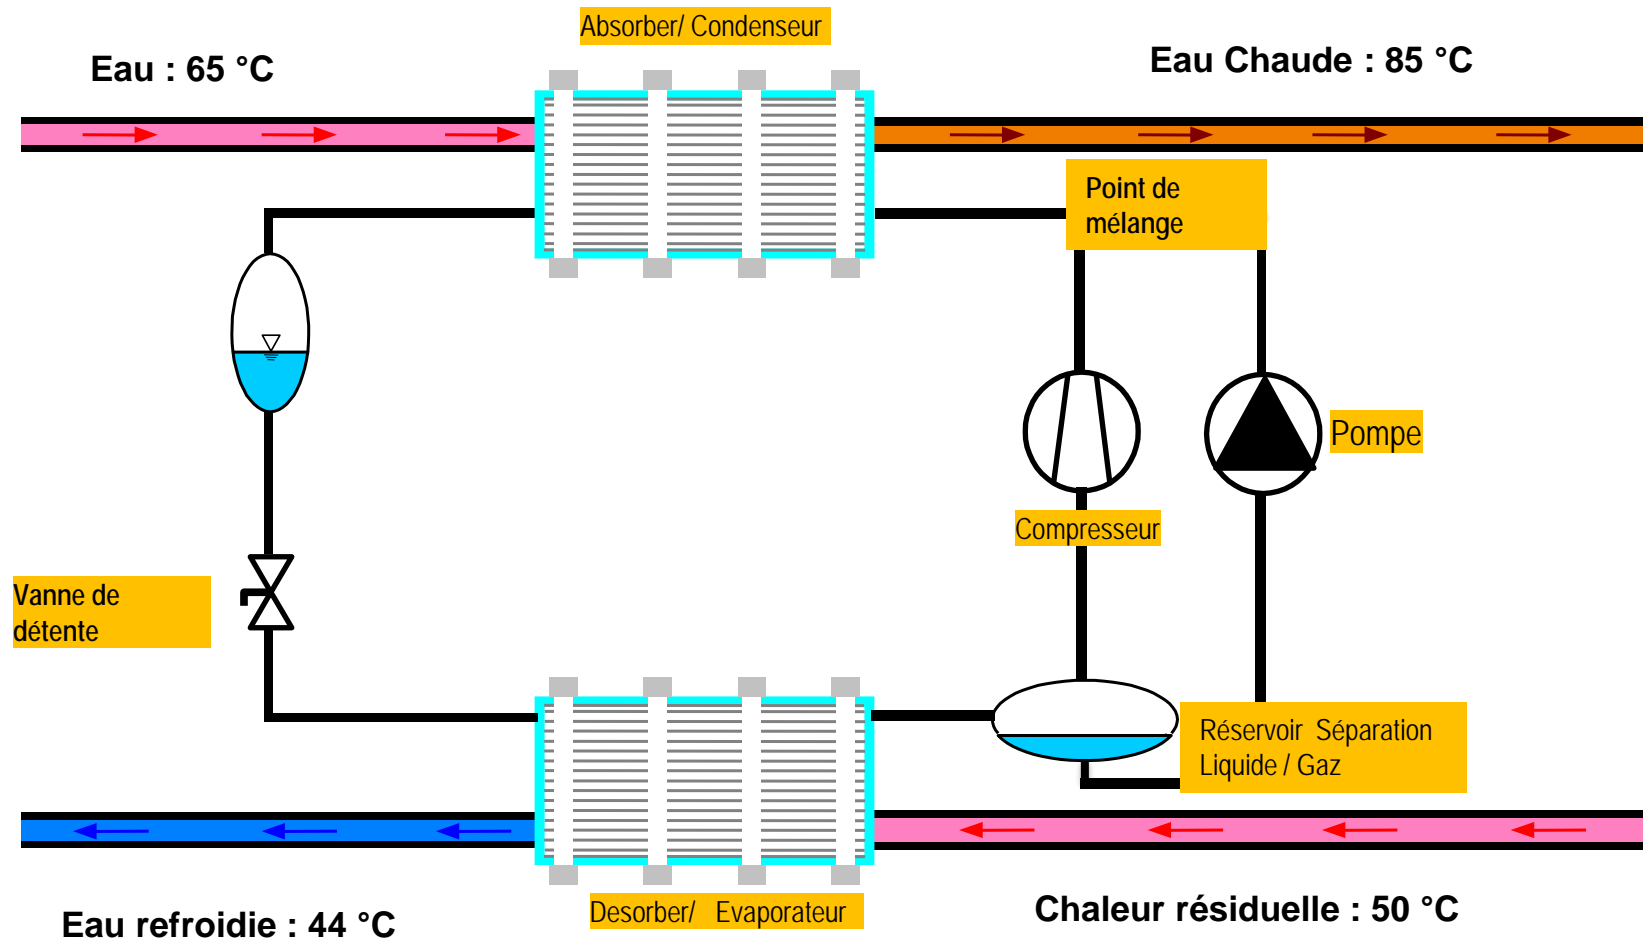 Absorber/ Condenseur
Eau : 65 °C
Eau Chaude : 85 °C
Point de
mélange
Pompe
Compresseur
Vanne de
détente
Réservoir Séparation
Liquide / Gaz
Desorber/ Evaporateur
Chaleur résiduelle : 50 °C
Eau refroidie : 44 °C